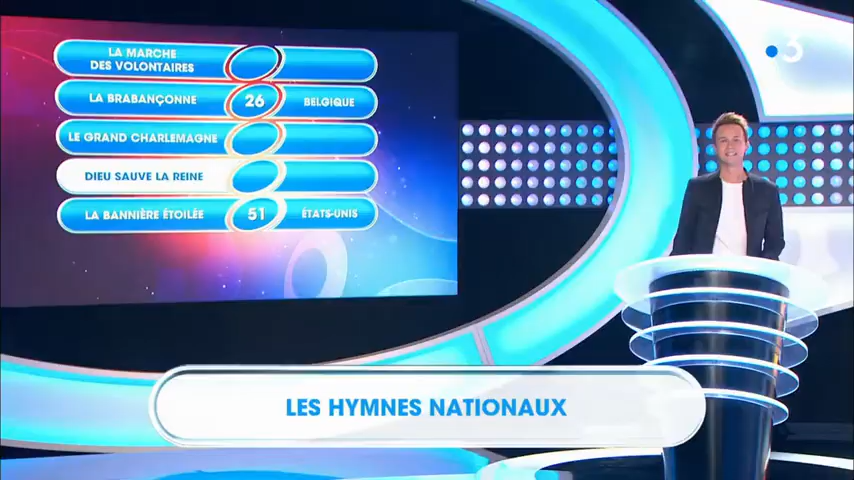 LA MARCHE
DES VOLONTAIRES
LA BRABANÇONNE 26 BELGIQUE
LE GRAND CHARLEMAGNE
DIEU SAUVE LA REINE
LA BANNIÈRE ÉTOILÉE 51 ÉTATS-UNIS
3
LES HYMNES NATIONAUX